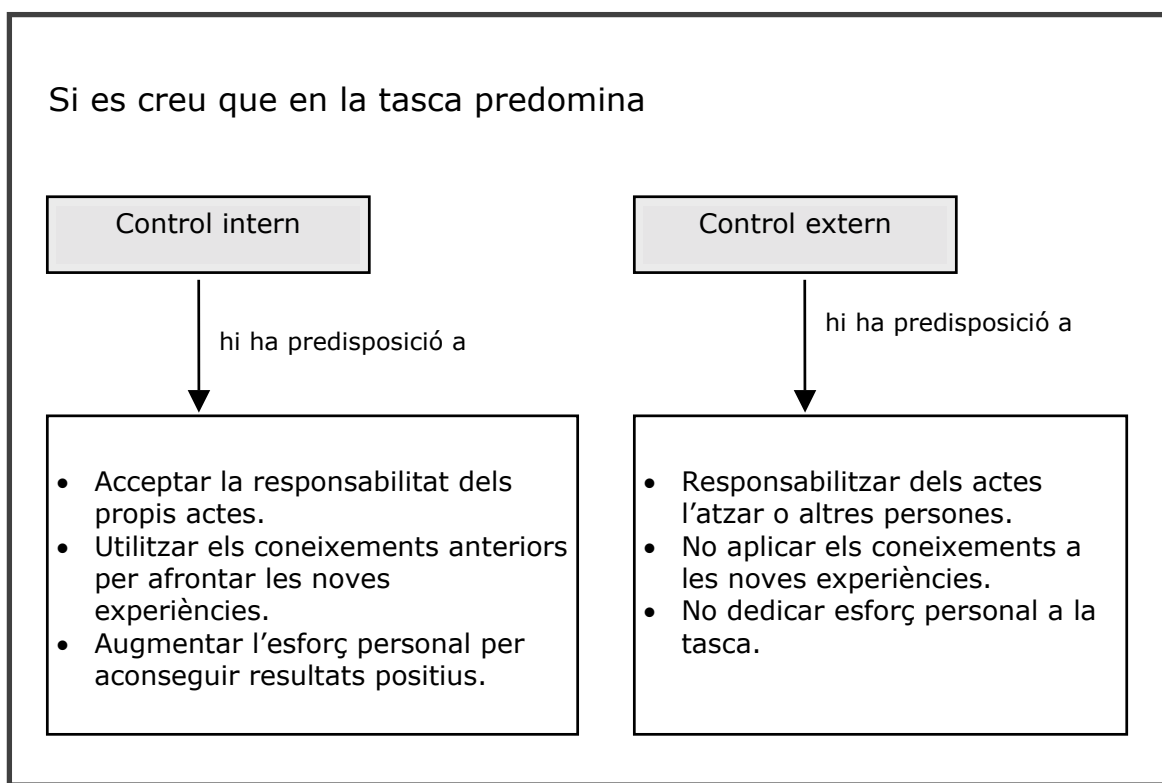 Si es creu que en la tasca predomina
Control intern
hi ha predisposició a
• Acceptar la responsabilitat dels
propis actes.
• Utilitzar els coneixements anteriors
per afrontar les noves
experiències.
• Augmentar l’esforç personal per
aconseguir resultats positius.
Control extern
hi ha predisposició a
• Responsabilitzar dels actes
l’atzar o altres persones.
• No aplicar els coneixements a
les noves experiències.
• No dedicar esforç personal a la
tasca.